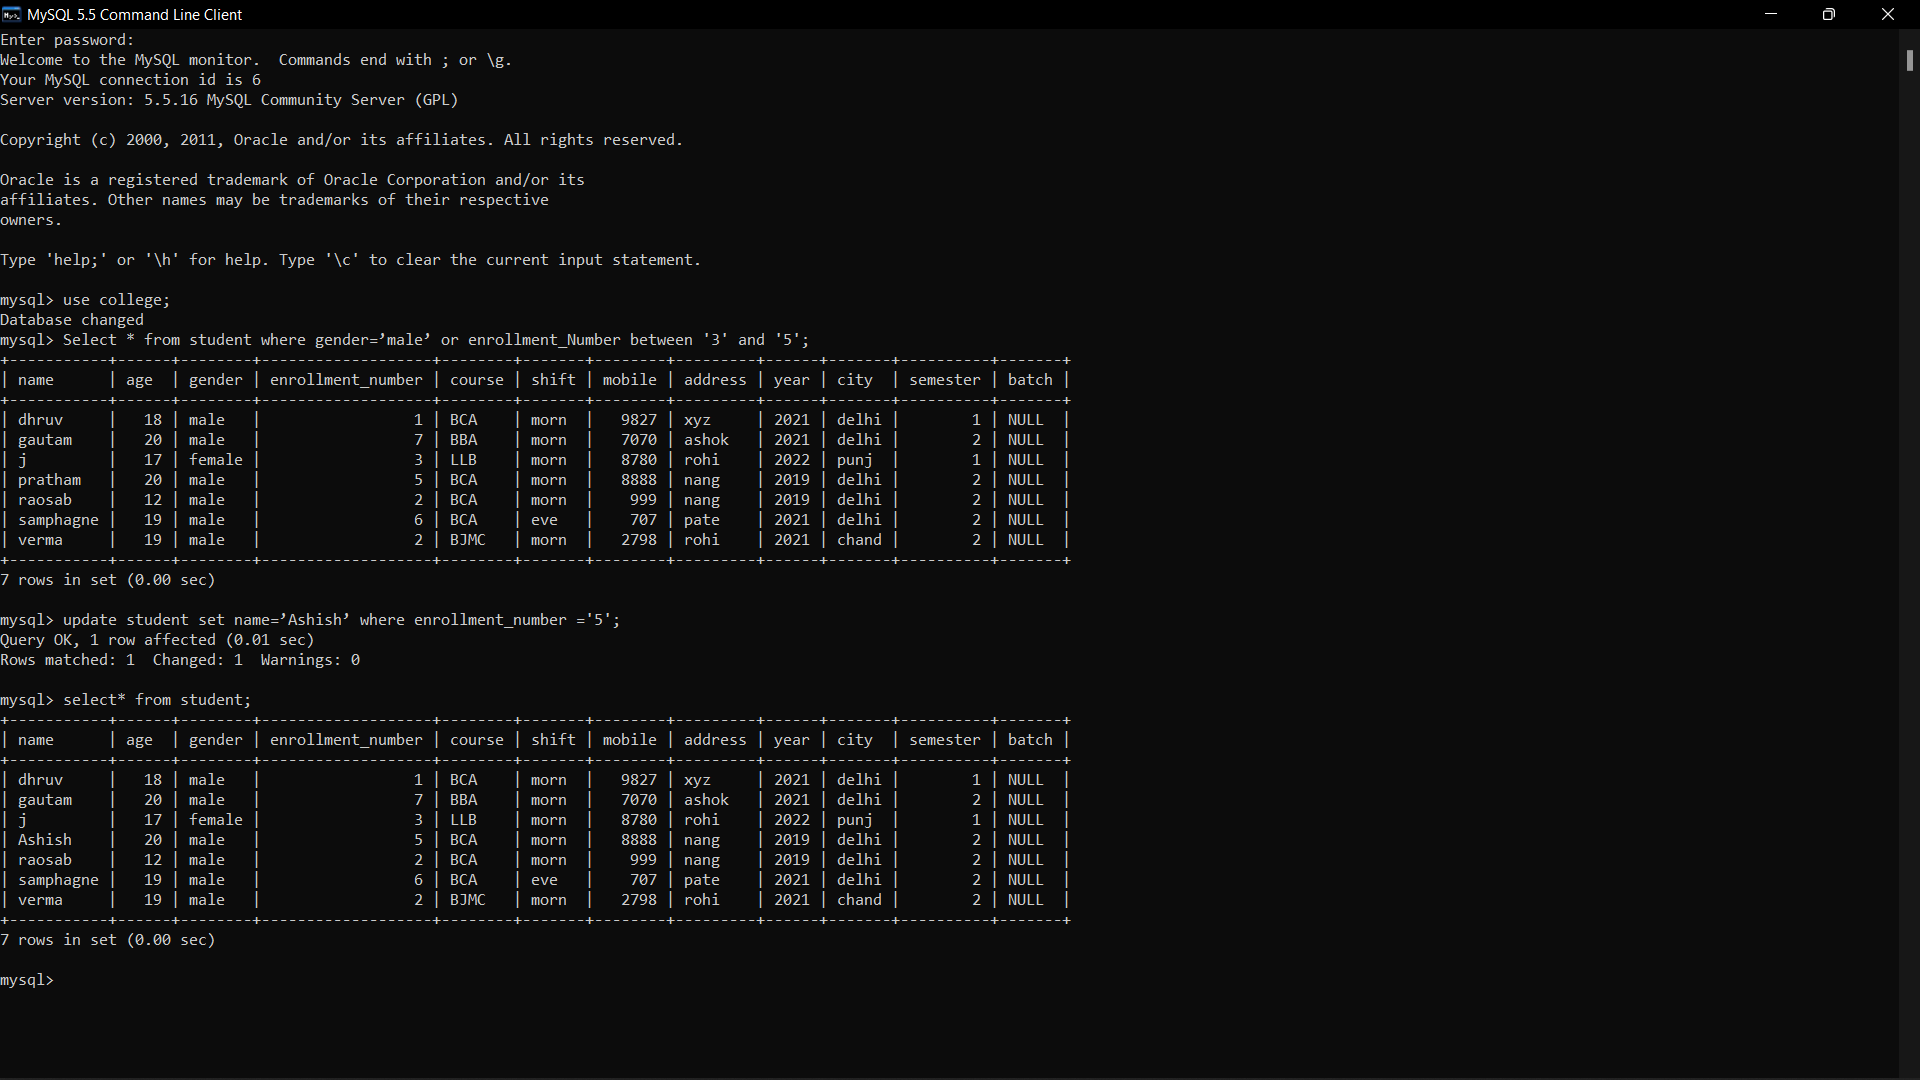 MySQL 5.5 Command Line Client
Enter password:
Welcome to the MySQL monitor.  Commands end with ; or \g.
Your MySQL connection id is 6
Server version: 5.5.16 MySQL Community Server (GPL)
Copyright (c) 2000, 2011, Oracle and/or its affiliates. All rights reserved.
Oracle is a registered trademark of Oracle Corporation and/or its
affiliates. Other names may be trademarks of their respective
owners.
Type 'help;' or '\h' for help. Type '\c' to clear the current input statement.
mysql> use college;
Database changed
mysql> Select * from student where gender=’male’ or enrollment_Number between '3' and '5';
+-----------+------+--------+-------------------+--------+-------+--------+---------+------+-------+----------+-------+
| name      | age  | gender | enrollment_number | course | shift | mobile | address | year | city  | semester | batch |
+-----------+------+--------+-------------------+--------+-------+--------+---------+------+-------+----------+-------+
| dhruv     |   18 | male   |                 1 | BCA    | morn  |   9827 | xyz     | 2021 | delhi |        1 | NULL  |
| gautam    |   20 | male   |                 7 | BBA    | morn  |   7070 | ashok   | 2021 | delhi |        2 | NULL  |
| j         |   17 | female |                 3 | LLB    | morn  |   8780 | rohi    | 2022 | punj  |        1 | NULL  |
| pratham   |   20 | male   |                 5 | BCA    | morn  |   8888 | nang    | 2019 | delhi |        2 | NULL  |
| raosab    |   12 | male   |                 2 | BCA    | morn  |    999 | nang    | 2019 | delhi |        2 | NULL  |
| samphagne |   19 | male   |                 6 | BCA    | eve   |    707 | pate    | 2021 | delhi |        2 | NULL  |
| verma     |   19 | male   |                 2 | BJMC   | morn  |   2798 | rohi    | 2021 | chand |        2 | NULL  |
+-----------+------+--------+-------------------+--------+-------+--------+---------+------+-------+----------+-------+
7 rows in set (0.00 sec)
mysql> update student set name=’Ashish’ where enrollment_number ='5';
Query OK, 1 row affected (0.01 sec)
Rows matched: 1  Changed: 1  Warnings: 0
mysql> select* from student;
+-----------+------+--------+-------------------+--------+-------+--------+---------+------+-------+----------+-------+
| name      | age  | gender | enrollment_number | course | shift | mobile | address | year | city  | semester | batch |
+-----------+------+--------+-------------------+--------+-------+--------+---------+------+-------+----------+-------+
| dhruv     |   18 | male   |                 1 | BCA    | morn  |   9827 | xyz     | 2021 | delhi |        1 | NULL  |
| gautam    |   20 | male   |                 7 | BBA    | morn  |   7070 | ashok   | 2021 | delhi |        2 | NULL  |
| j         |   17 | female |                 3 | LLB    | morn  |   8780 | rohi    | 2022 | punj  |        1 | NULL  |
| Ashish    |   20 | male   |                 5 | BCA    | morn  |   8888 | nang    | 2019 | delhi |        2 | NULL  |
| raosab    |   12 | male   |                 2 | BCA    | morn  |    999 | nang    | 2019 | delhi |        2 | NULL  |
| samphagne |   19 | male   |                 6 | BCA    | eve   |    707 | pate    | 2021 | delhi |        2 | NULL  |
| verma     |   19 | male   |                 2 | BJMC   | morn  |   2798 | rohi    | 2021 | chand |        2 | NULL  |
+-----------+------+--------+-------------------+--------+-------+--------+---------+------+-------+----------+-------+
7 rows in set (0.00 sec)
mysql>